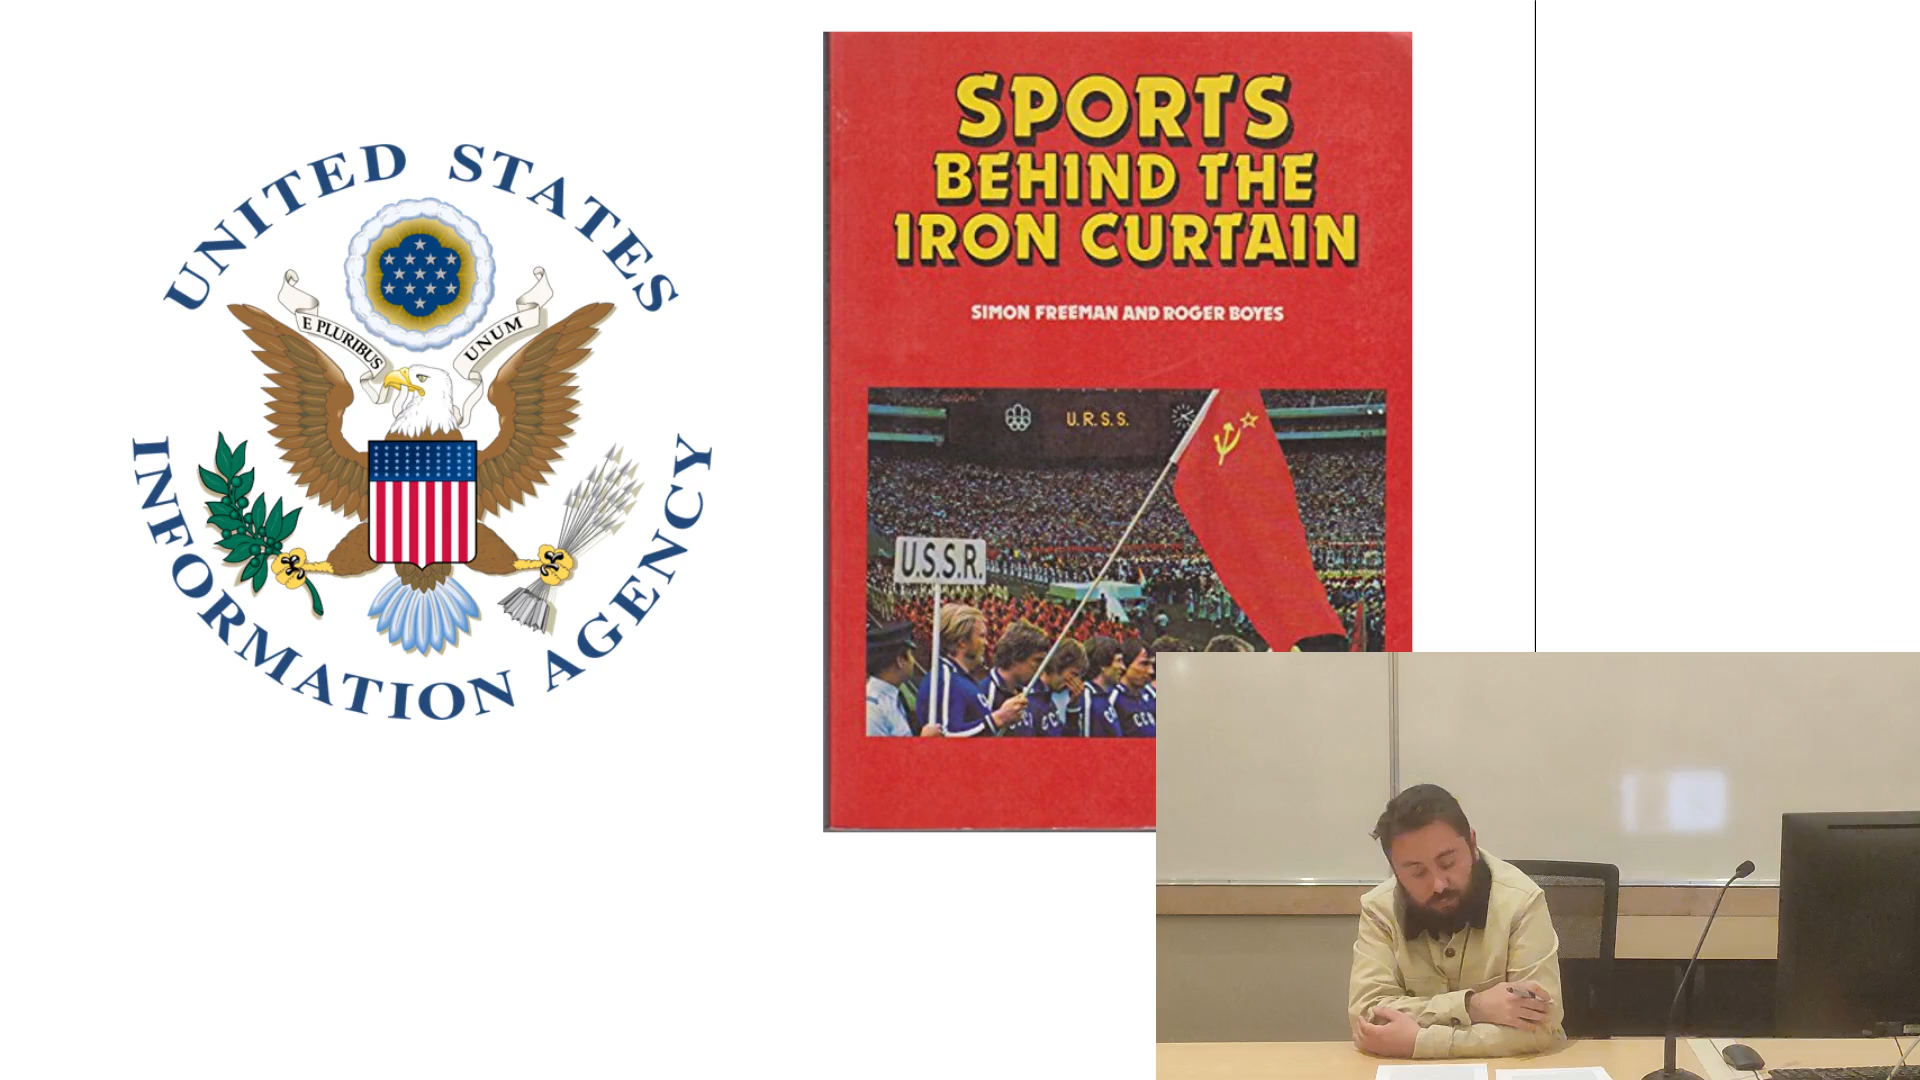 UNITED STATES
E PLURIBUS UNUM
INFORMATION AGENCY
SPORTS
BEHIND THE
IRON CURTAIN
SIMON FREEMAN AND ROGER BOYES
U.R.S.S.
U.S.S.R.